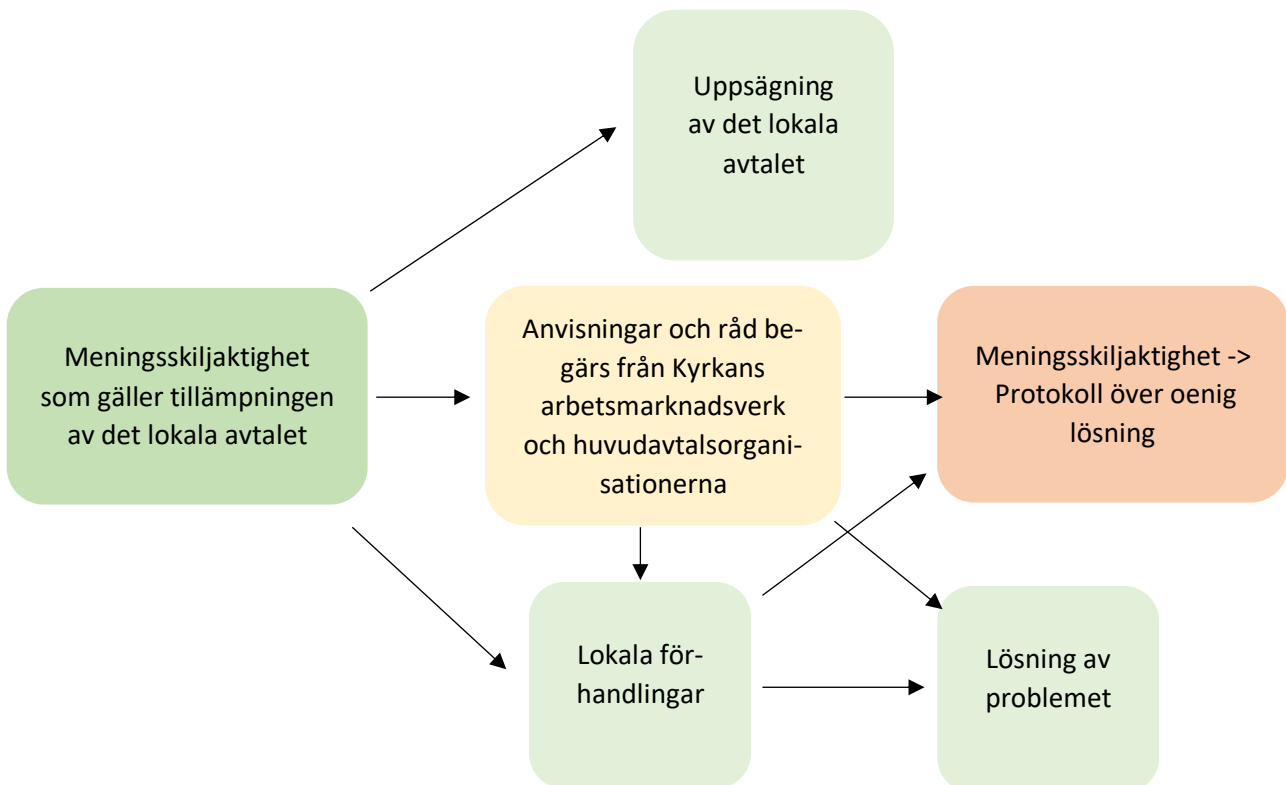 Uppsägning
av det lokala
avtalet
Meningsskiljaktighet
som gäller tillämpningen
av det lokala avtalet
Anvisningar och råd be-
gärs från Kyrkans
arbetsmarknadsverk
och huvudavtalsorgani-
sationerna
Meningsskiljaktighet ->
Protokoll över oenig
lösning
Lokala för-
handlingar
Lösning av
problemet